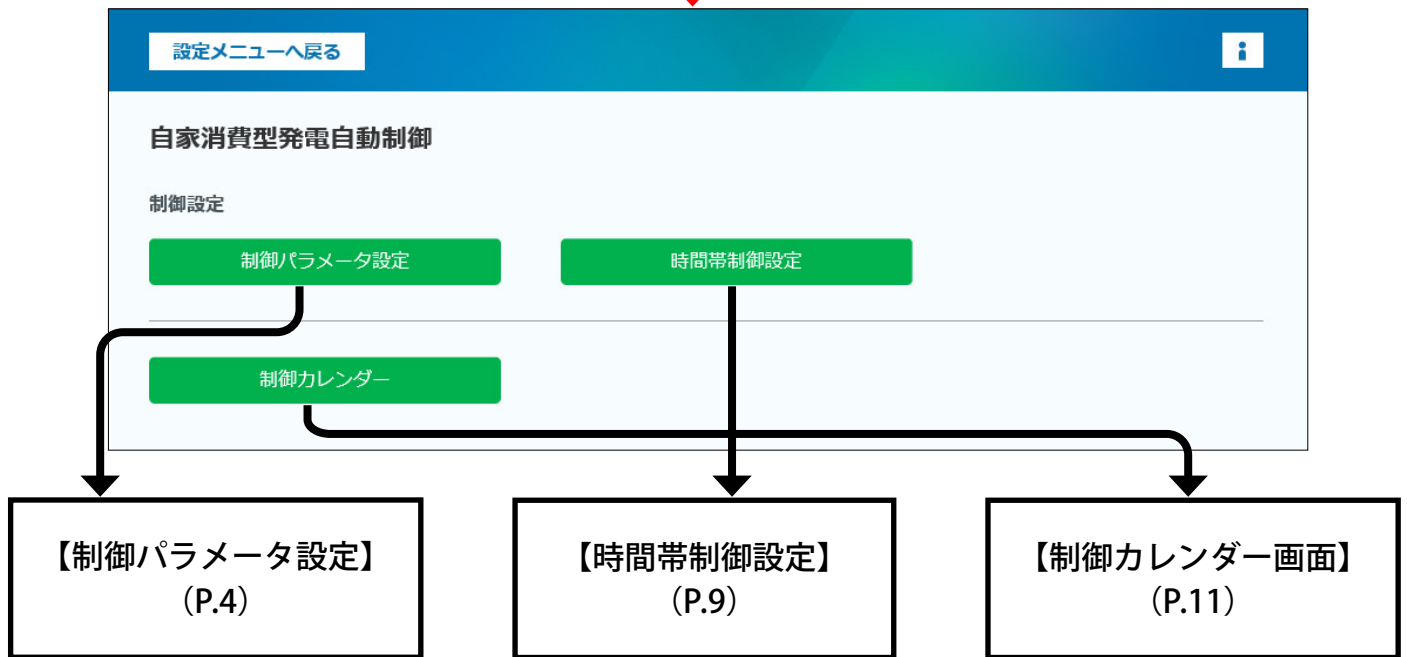 設定メニューへ戻る
自家消費型発電自動制御
制御設定
制御パラメータ設定
時間帯制御設定
制御カレンダー
【制御パラメータ設定】
(P.4)
【時間帯制御設定】
(P.9)
【制御カレンダー画面】
(P.11)